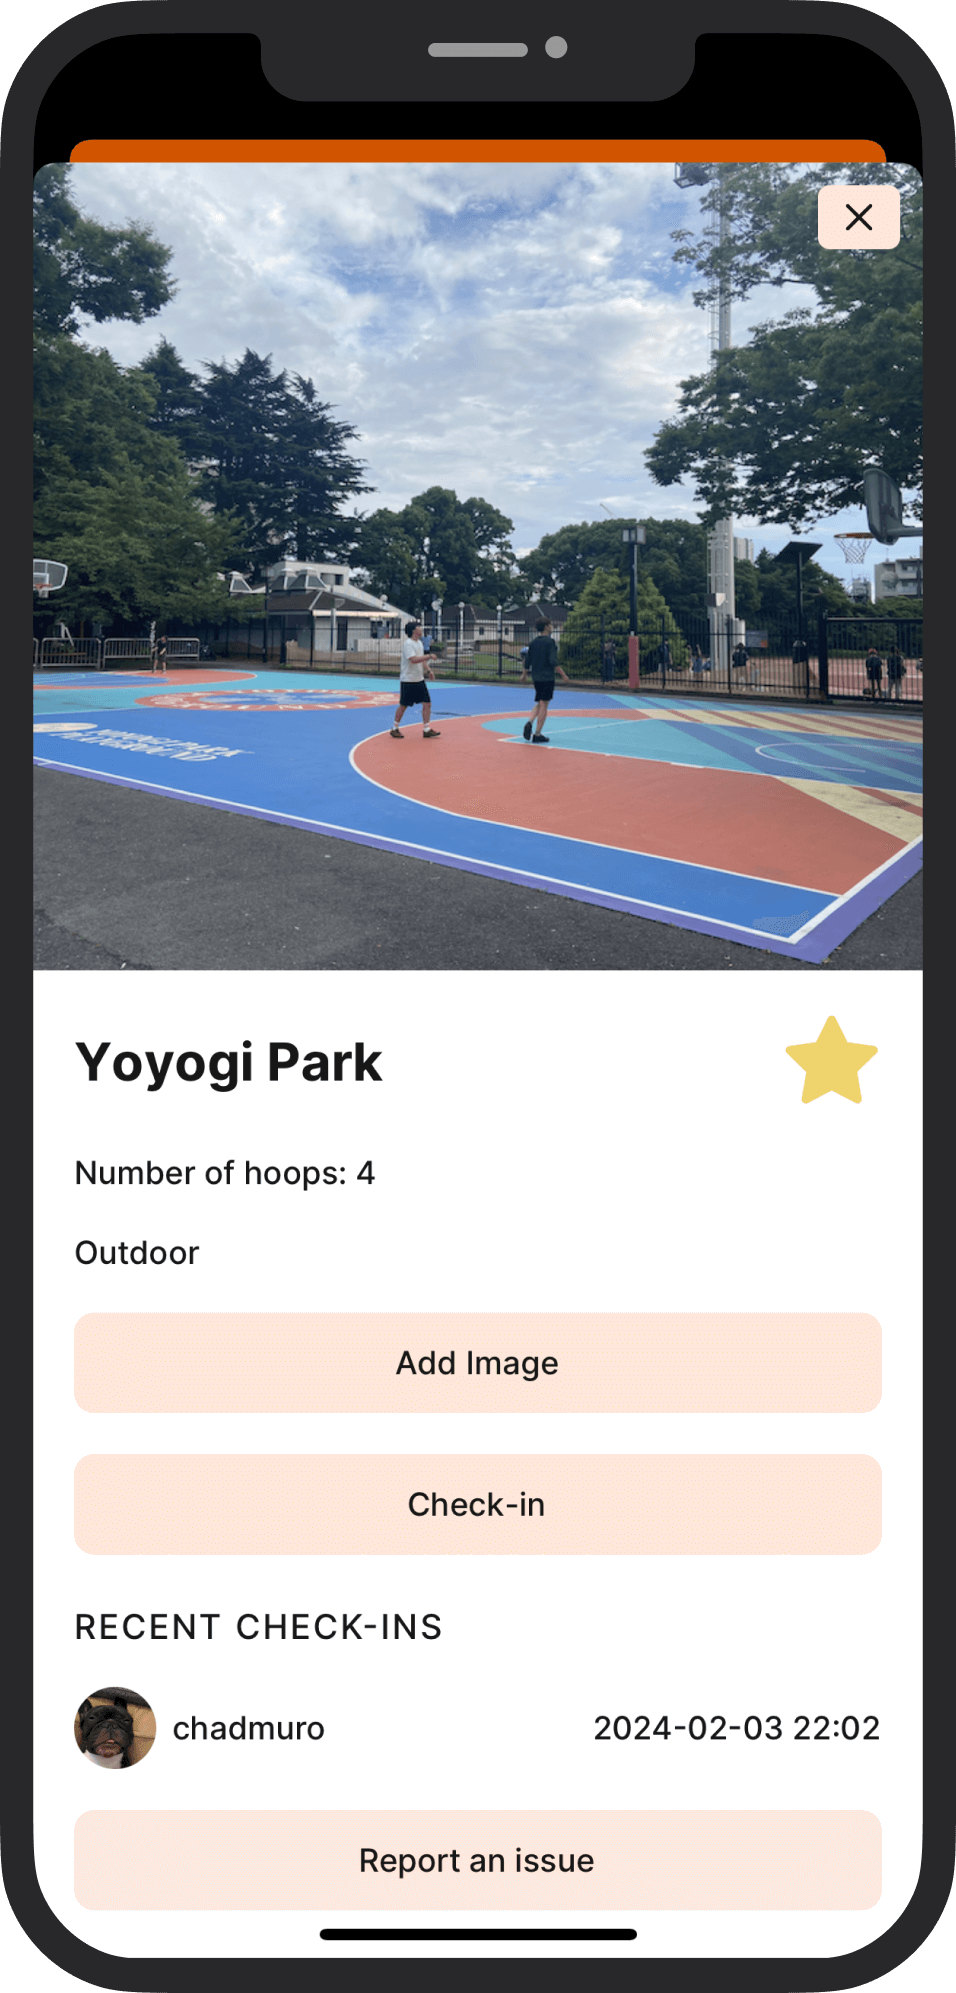 Yoyogi Park
Number of hoops: 4
Outdoor
Add Image
Check-in
RECENT CHECK-INS
chadmuro 2024-02-03 22:02
Report an issue